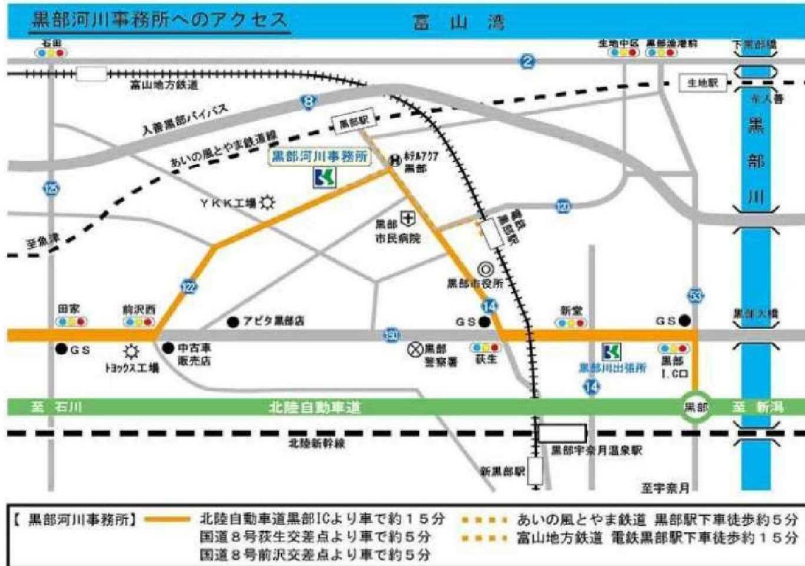 黒部河川事務所へのアクセス
富山湾
石田
生地中区
黒部漁港前
下黒部橋
2
富山地方鉄道
生地駅
至入善
8
入善黒部バイパス
黒部駅
黒部川
あいの風とやま鉄道線
黒部河川事務所
ホテルアクア黒部
125
YKK工場
120
黒部
市民病院
電鉄
黒部駅
至魚津
黒部市役所
122
53
田家
前沢西
アピタ黒部店
14
GS
新堂
GS
黒部大橋
GS
トヨックス工場
中古車
販売店
黒部
警察署
荻生
黒部川出張所
黒部
I.C口
14
至 石川
北陸自動車道
黒部
至 新潟
北陸新幹線
黒部宇奈月温泉駅
新黒部駅
至宇奈月
【 黒部河川事務所】
北陸自動車道黒部ICより車で約15分
国道8号荻生交差点より車で約5分
国道8号前沢交差点より車で約5分
あいの風とやま鉄道 黒部駅下車徒歩約5分
富山地方鉄道 電鉄黒部駅下車徒歩約15分